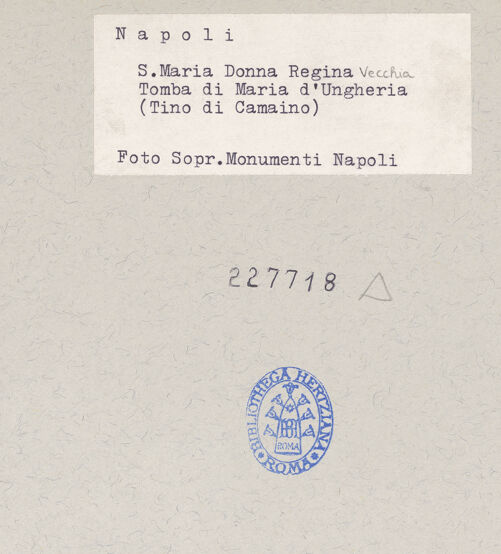 Napoli
S.Maria Donna Regina Vecchia
Tomba di Maria d'Ungheria
(Tino di Camaino)
Foto Sopr.Monumenti Napoli
227718
BIBLIOTHECA HERTZIANA
ROMA
ROMA